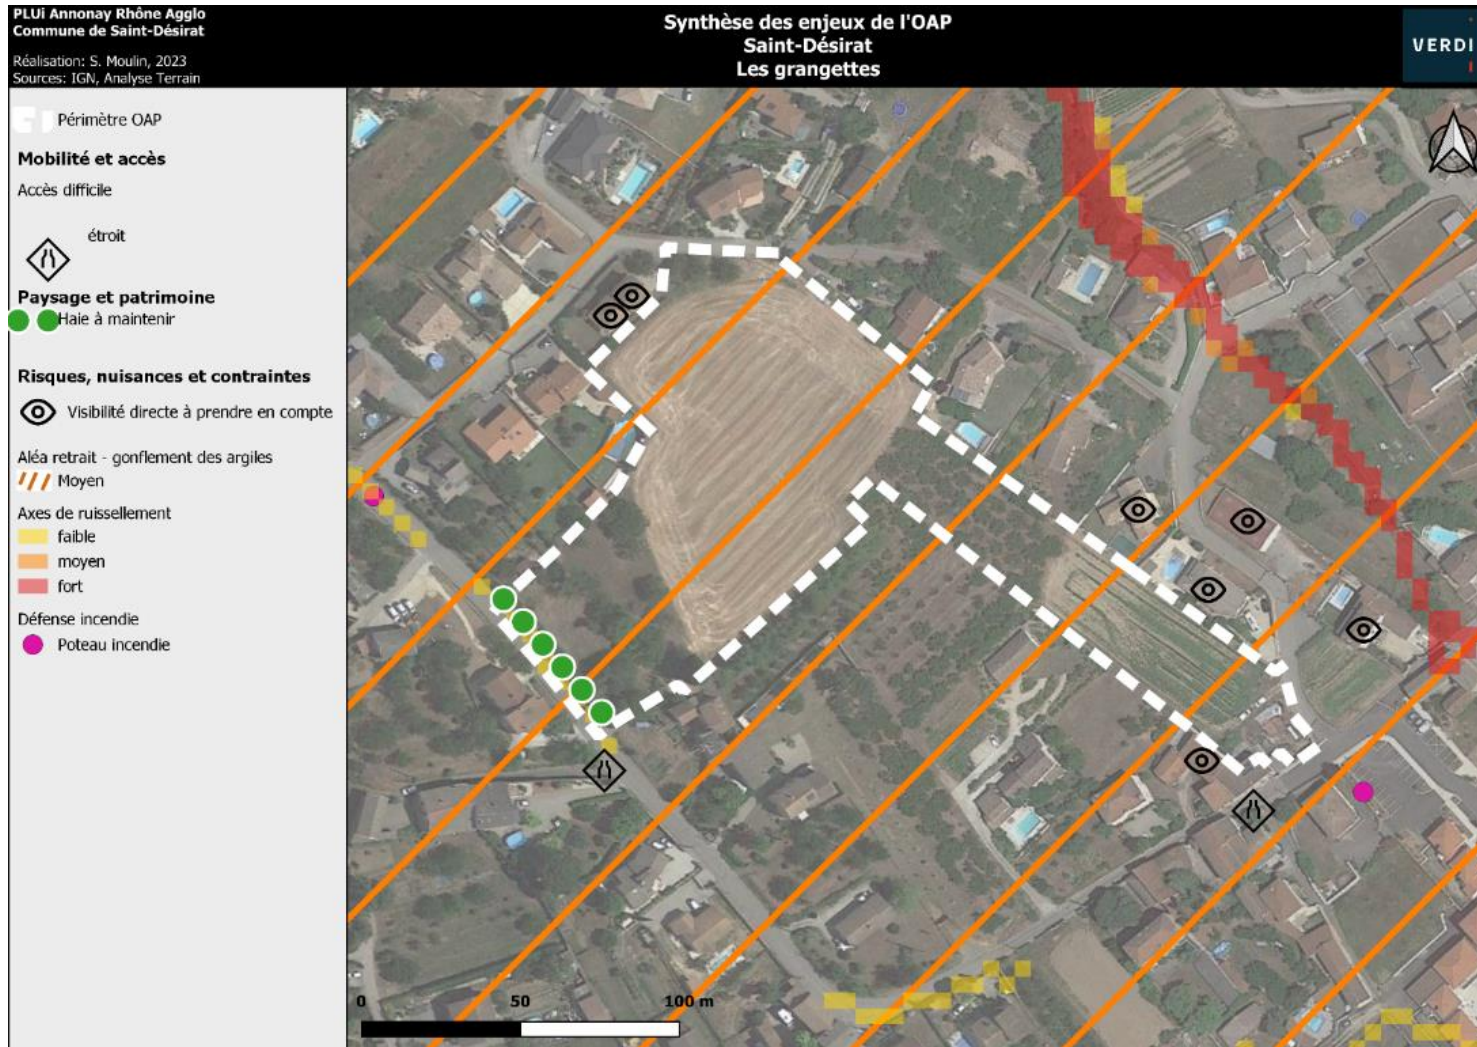 PLUi Annonay Rhône Agglo
Commune de Saint-Désirat
Réalisation: S. Moulin, 2023
Sources: IGN, Analyse Terrain
Synthèse des enjeux de l'OAP
Saint-Désirat
Les grangettes
VERDI
Périmètre OAP
Mobilité et accès
Accès difficile
étroit
Paysage et patrimoine
Haie à maintenir
Risques, nuisances et contraintes
Visibilité directe à prendre en compte
Aléa retrait - gonflement des argiles
Moyen
Axes de ruissellement
faible
moyen
fort
Défense incendie
Poteau incendie
0 50 100 m